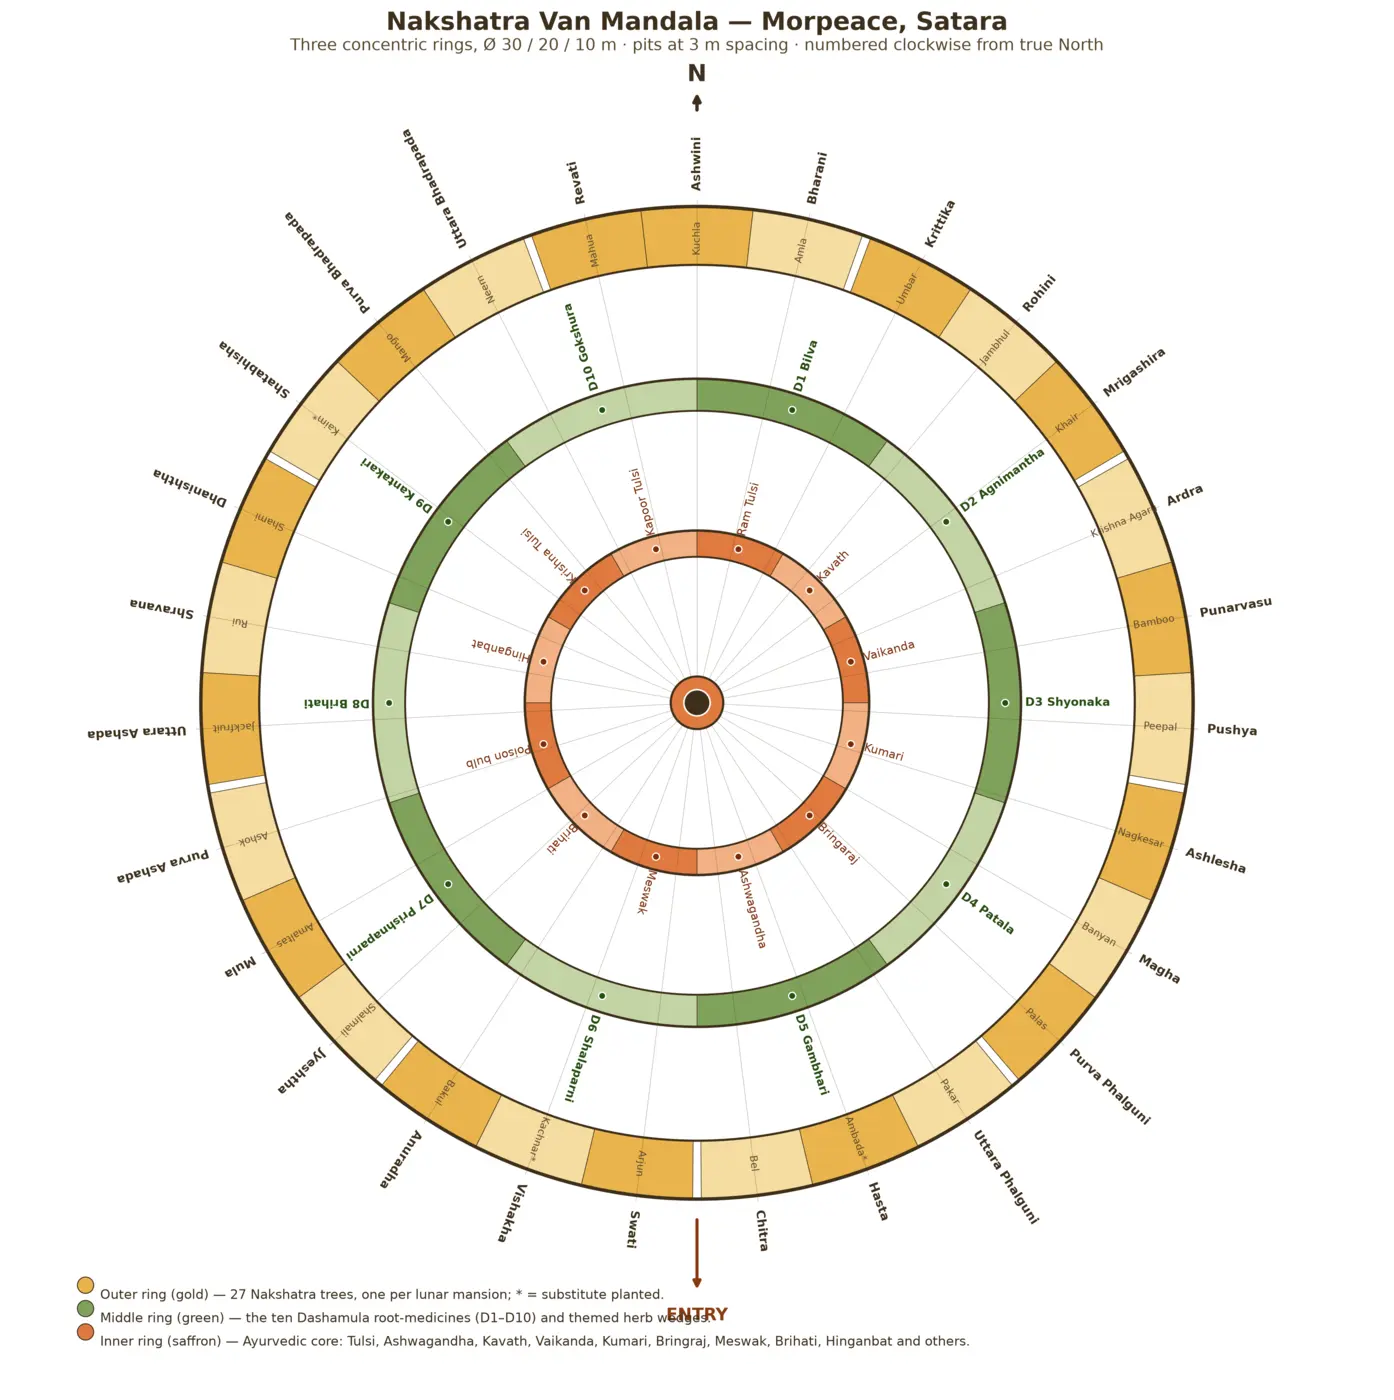 Nakshatra Van Mandala — Morpeace, Satara
Three concentric rings, Ø 30 / 20 / 10 m · pits at 3 m spacing · numbered clockwise from true North
N
Ashwini
Bharani
Krittika
Rohini
Mrigashira
Ardra
Punarvasu
Pushya
Ashlesha
Magha
Purva Phalguni
Uttara Phalguni
Hasta
Chitra
Swati
Vishakha
Anuradha
Jyeshtha
Mula
Purva Ashada
Uttara Ashada
Shravana
Dhanishtha
Shatabhisha
Purva Bhadrapada
Uttara Bhadrapada
Revati
Kuchla
Amla
Umbar
Jambhul
Khair
Krishna Agaru
Bamboo
Peepal
Nagkesar
Banyan
Palas
Pakar
Ambada*
Bel
Arjun
Kachnar*
Bakul
Shalmali
Amaltas
Ashok
Jackfruit
Rui
Shami
Kaim*
Mango
Neem
Mahua
D1 Bilva
D2 Agnimantha
D3 Shyonaka
D4 Patala
D5 Gambhari
D6 Shalaparni
D7 Prishnaparni
D8 Brihati
D9 Kantakari
D10 Gokshura
Ram Tulsi
Kavath
Vaikanda
Kumari
Bringaraj
Ashwagandha
Meswak
Brihati
Poison bulb
Hinganbat
Krishna Tulsi
Kapoor Tulsi
ENTRY
Outer ring (gold) — 27 Nakshatra trees, one per lunar mansion; * = substitute planted.
Middle ring (green) — the ten Dashamula root-medicines (D1–D10) and themed herb wedges.
Inner ring (saffron) — Ayurvedic core: Tulsi, Ashwagandha, Kavath, Vaikanda, Kumari, Bringraj, Meswak, Brihati, Hinganbat and others.